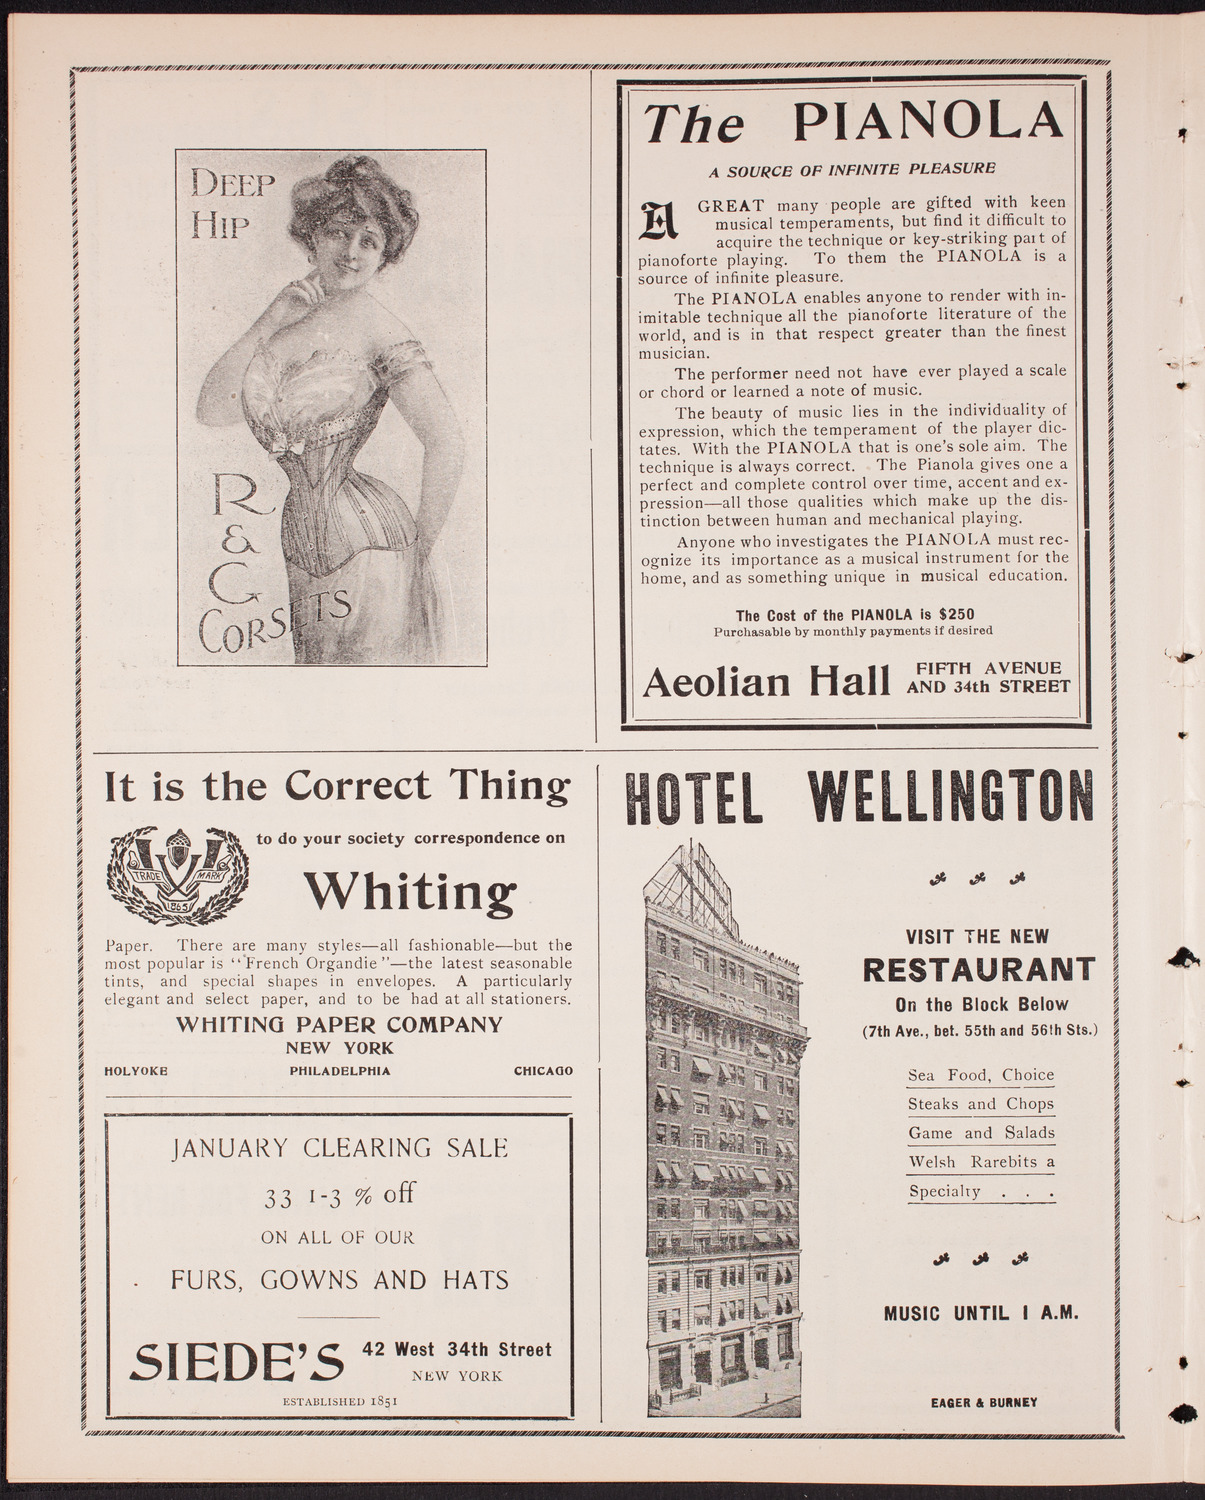 DEEP
HIP
R
&
G
CORSETS
The PIANOLA
A SOURCE OF INFINITE PLEASURE
A GREAT many people are gifted with keen
musical temperaments, but find it difficult to
acquire the technique or key-striking part of
pianoforte playing. To them the PIANOLA is a
source of infinite pleasure.
The PIANOLA enables anyone to render with in-
imitable technique all the pianoforte literature of the
world, and is in that respect greater than the finest
musician.
The performer need not have ever played a scale
or chord or learned a note of music.
The beauty of music lies in the individuality of
expression, which the temperament of the player dic-
tates. With the PIANOLA that is one's sole aim. The
technique is always correct. The Pianola gives one a
perfect and complete control over time, accent and ex-
pression—all those qualities which make up the dis-
tinction between human and mechanical playing.
Anyone who investigates the PIANOLA must rec-
ognize its importance as a musical instrument for the
home, and as something unique in musical education.
The Cost of the PIANOLA is $250
Purchasable by monthly payments if desired
Aeolian Hall FIFTH AVENUE
AND 34th STREET
It is the Correct Thing
to do your society correspondence on
TRADE MARK
1865
Whiting
Paper. There are many styles—all fashionable—but the
most popular is "French Organdie"—the latest seasonable
tints, and special shapes in envelopes. A particularly
elegant and select paper, and to be had at all stationers.
WHITING PAPER COMPANY
NEW YORK
HOLYOKE PHILADELPHIA CHICAGO
JANUARY CLEARING SALE
33 1-3 % off
ON ALL OF OUR
FURS, GOWNS AND HATS
SIEDE'S 42 West 34th Street
NEW YORK
ESTABLISHED 1851
HOTEL WELLINGTON
VISIT THE NEW
RESTAURANT
On the Block Below
(7th Ave., bet. 55th and 56th Sts.)
Sea Food, Choice
Steaks and Chops
Game and Salads
Welsh Rarebits a
Specialty . . .
MUSIC UNTIL 1 A.M.
EAGER & BURNEY